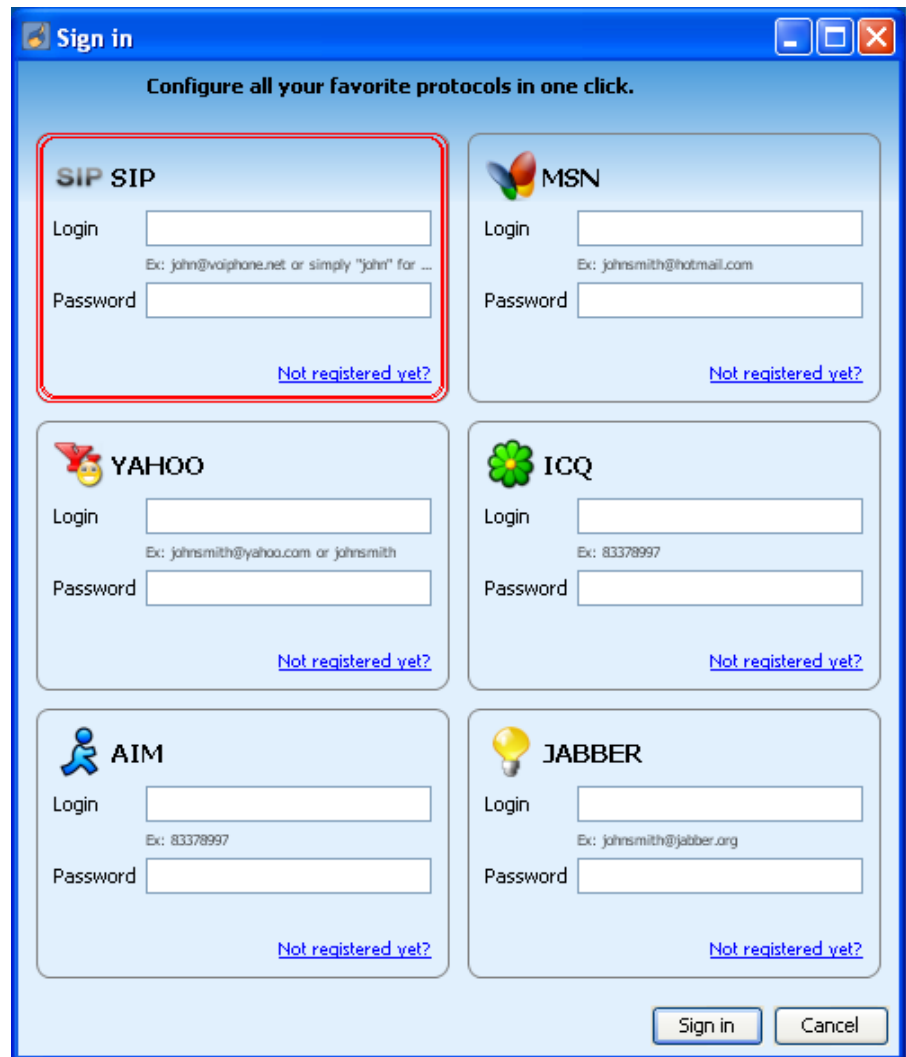 Sign in
Configure all your favorite protocols in one click.
SIP SIP
Login
Ex: john@voiphone.net or simply "john" for ...
Password
Not registered yet?
MSN
Login
Ex: johnsmith@hotmail.com
Password
Not registered yet?
YAHOO
Login
Ex: johnsmith@yahoo.com or johnsmith
Password
Not registered yet?
ICQ
Login
Ex: 83378997
Password
Not registered yet?
AIM
Login
Ex: 83378997
Password
Not registered yet?
JABBER
Login
Ex: johnsmith@jabber.org
Password
Not registered yet?
Sign in Cancel